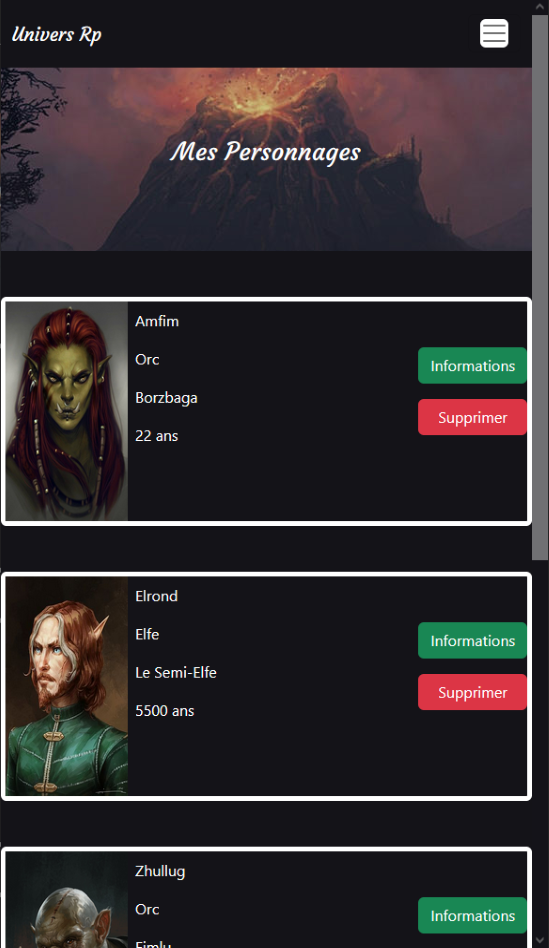 Univers Rp
Mes Personnages
Amfim
Orc
Borzbaga
22 ans
Informations
Supprimer
Elrond
Elfe
Le Semi-Elfe
5500 ans
Informations
Supprimer
Zhullug
Orc
Informations